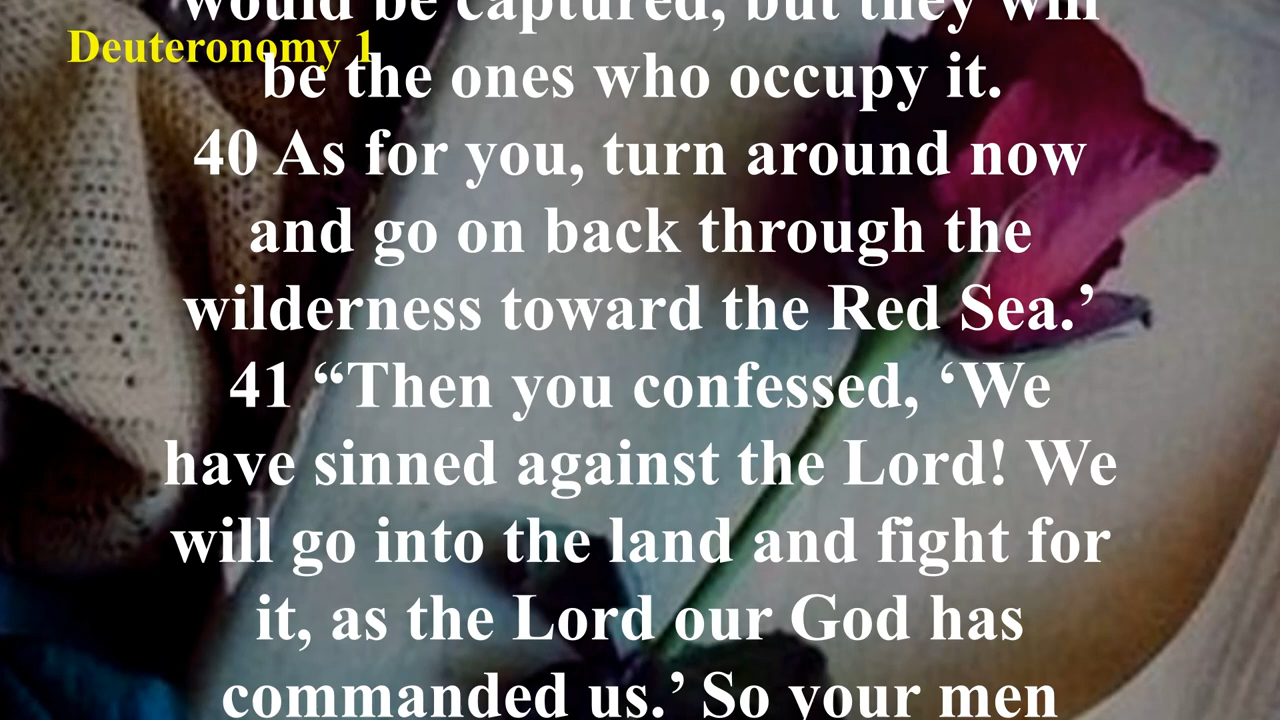 would be captured, but they will
Deuteronomy 1
be the ones who occupy it.
40 As for you, turn around now
and go on back through the
wilderness toward the Red Sea.’
41 “Then you confessed, ‘We
have sinned against the Lord! We
will go into the land and fight for
it, as the Lord our God has
commanded us.’ So your men